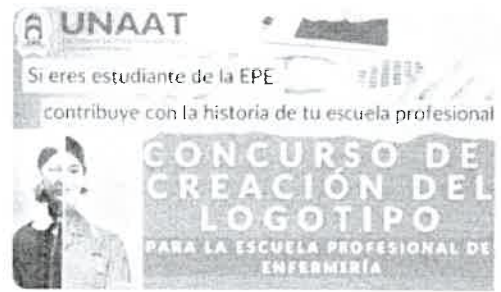 UNAAT
Si eres estudiante de la EPE
contribuye con la historia de tu escuela profesional
CONCURSO DE
CREACIÓN DEL
LOGOTIPO
PARA LA ESCUELA PROFESIONAL DE
ENFERMERÍA